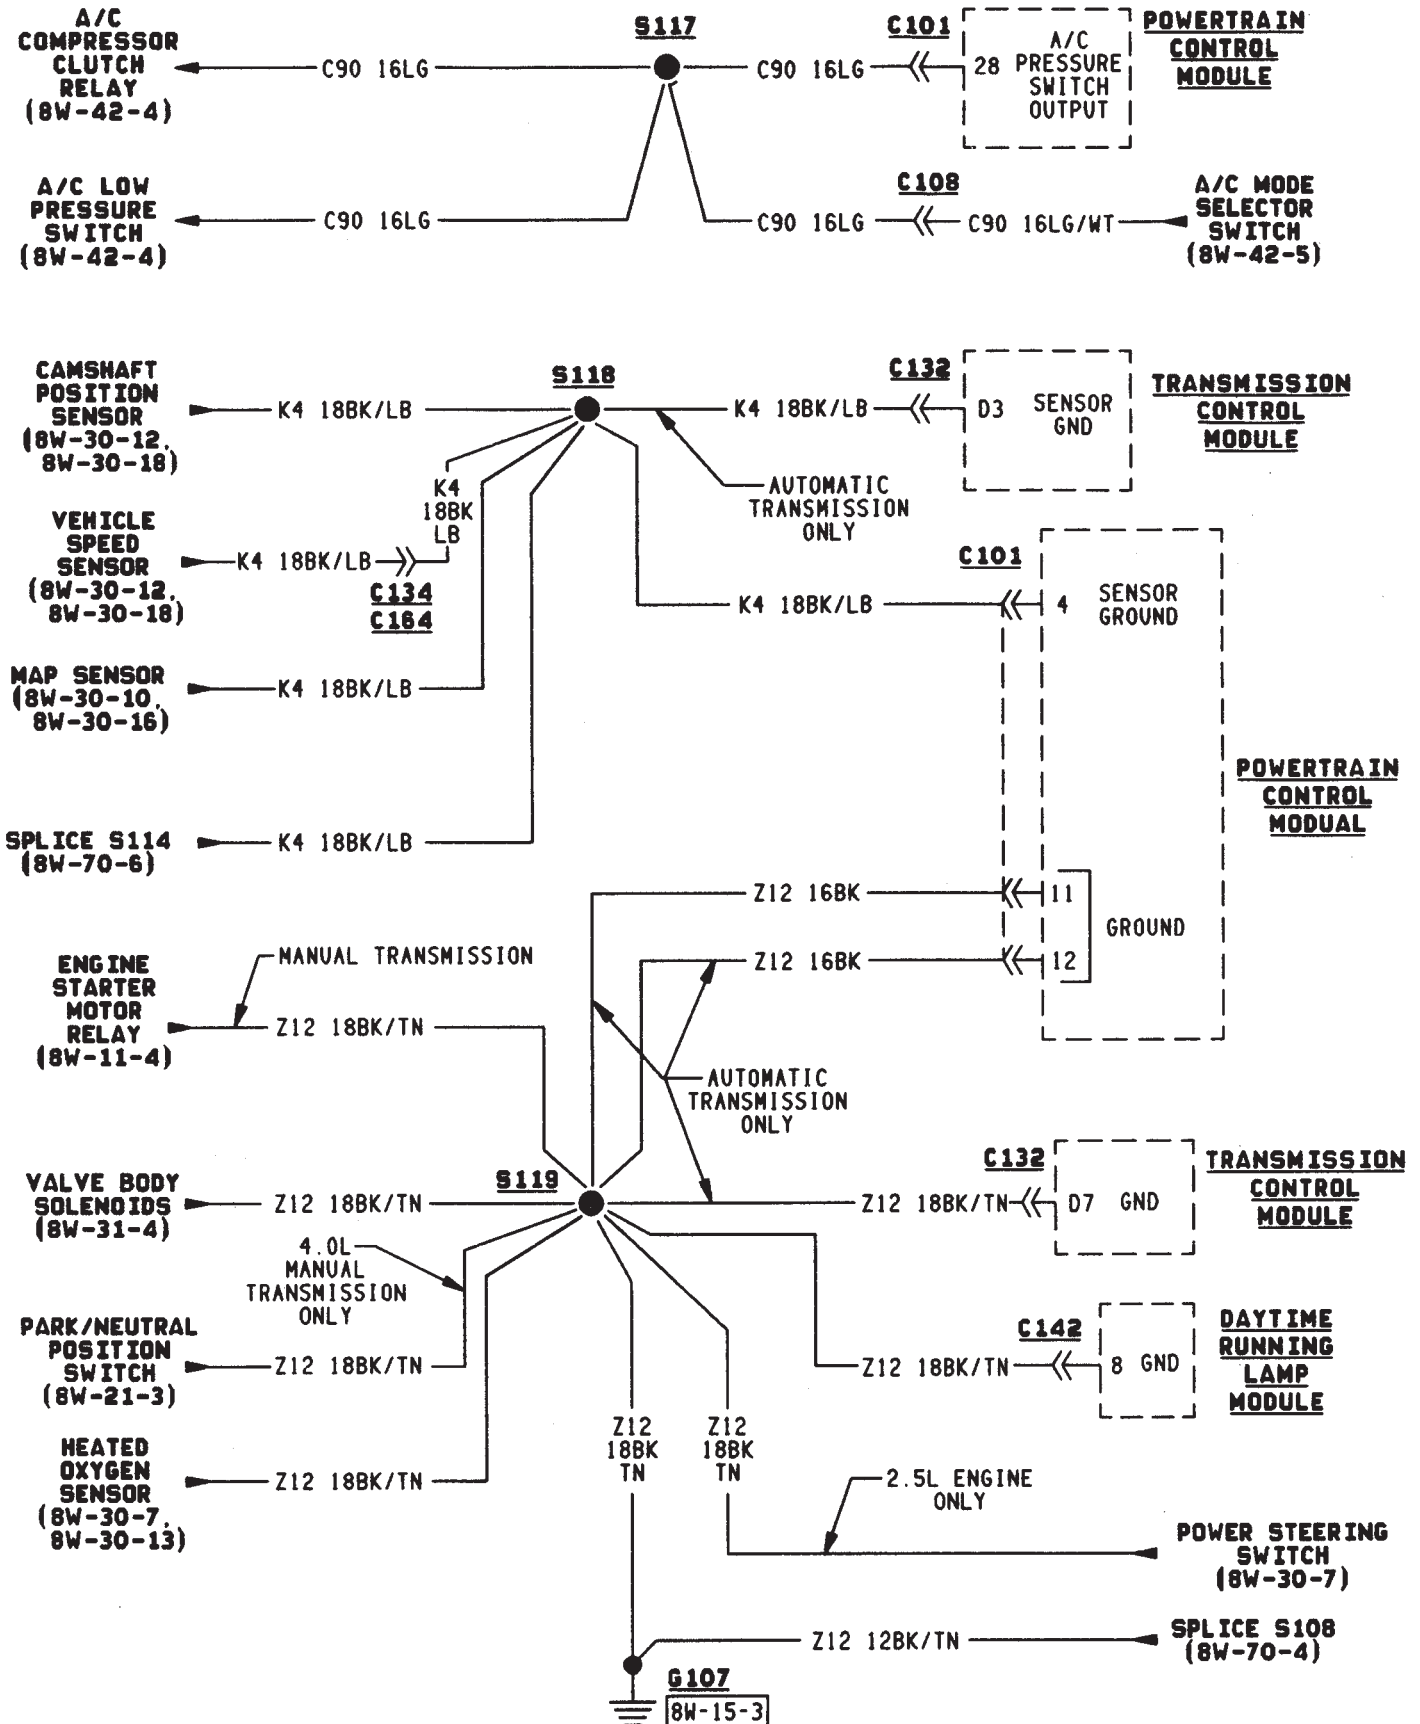 A/C
COMPRESSOR
CLUTCH
RELAY
(8W-42-4)
C90 16LG
S117
C90 16LG
C101
28
A/C
PRESSURE
SWITCH
OUTPUT
POWERTRAIN
CONTROL
MODULE
A/C LOW
PRESSURE
SWITCH
(8W-42-4)
C90 16LG
C90 16LG
C108
C90 16LG/WT
A/C MODE
SELECTOR
SWITCH
(8W-42-5)
CAMSHAFT
POSITION
SENSOR
(8W-30-12,
8W-30-18)
K4 18BK/LB
S118
K4 18BK/LB
C132
D3
SENSOR
GND
TRANSMISSION
CONTROL
MODULE
AUTOMATIC
TRANSMISSION
ONLY
K4
18BK
LB
VEHICLE
SPEED
SENSOR
(8W-30-12,
8W-30-18)
K4 18BK/LB
C134
C164
K4 18BK/LB
C101
4
SENSOR
GROUND
MAP SENSOR
(8W-30-10,
8W-30-16)
K4 18BK/LB
POWERTRAIN
CONTROL
MODUAL
SPLICE S114
(8W-70-6)
K4 18BK/LB
Z12 16BK
11
GROUND
Z12 16BK
12
MANUAL TRANSMISSION
ENGINE
STARTER
MOTOR
RELAY
(8W-11-4)
Z12 18BK/TN
AUTOMATIC
TRANSMISSION
ONLY
VALVE BODY
SOLENOIDS
(8W-31-4)
Z12 18BK/TN
S119
Z12 18BK/TN
C132
D7
GND
TRANSMISSION
CONTROL
MODULE
4.0L
MANUAL
TRANSMISSION
ONLY
PARK/NEUTRAL
POSITION
SWITCH
(8W-21-3)
Z12 18BK/TN
Z12 18BK/TN
C142
8 GND
DAYTIME
RUNNING
LAMP
MODULE
HEATED
OXYGEN
SENSOR
(8W-30-7,
8W-30-13)
Z12 18BK/TN
Z12
18BK
TN
Z12
18BK
TN
2.5L ENGINE
ONLY
POWER STEERING
SWITCH
(8W-30-7)
Z12 12BK/TN
SPLICE S108
(8W-70-4)
G107
8W-15-3